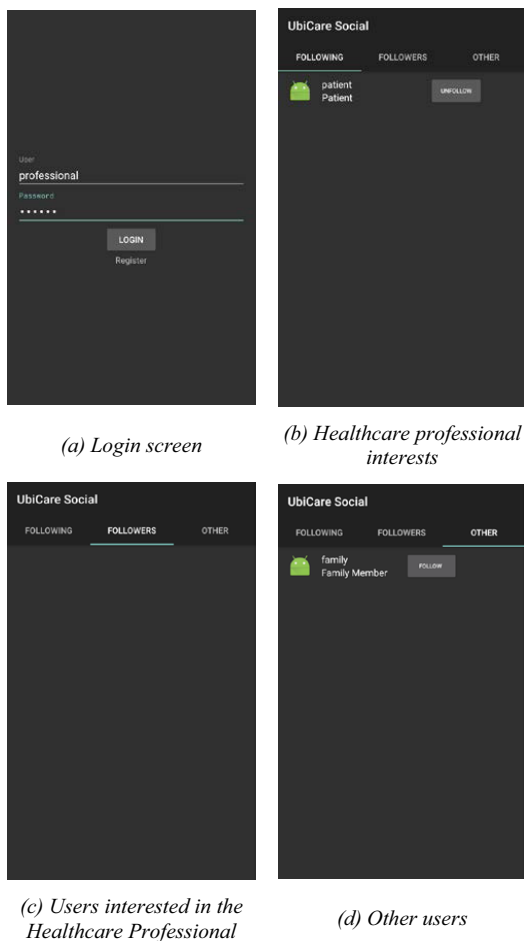 User
professional
Password
••••••
LOGIN
Register
(a) Login screen
UbiCare Social
FOLLOWING FOLLOWERS OTHER
patient
Patient
UNFOLLOW
(b) Healthcare professional
interests
UbiCare Social
FOLLOWING FOLLOWERS OTHER
(c) Users interested in the
Healthcare Professional
UbiCare Social
FOLLOWING FOLLOWERS OTHER
family
Family Member
FOLLOW
(d) Other users